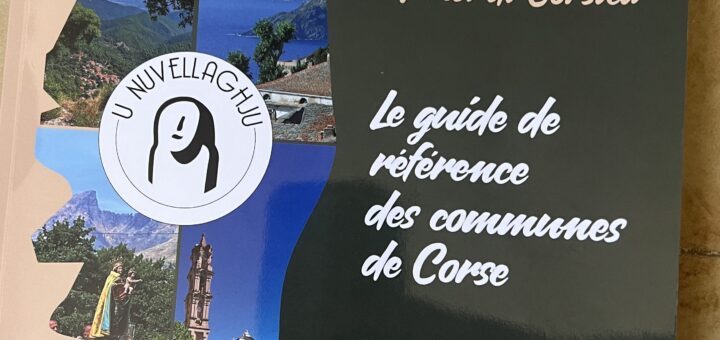 U NUVELLAGHJU
Le guide de
référence
des communes
de Corse